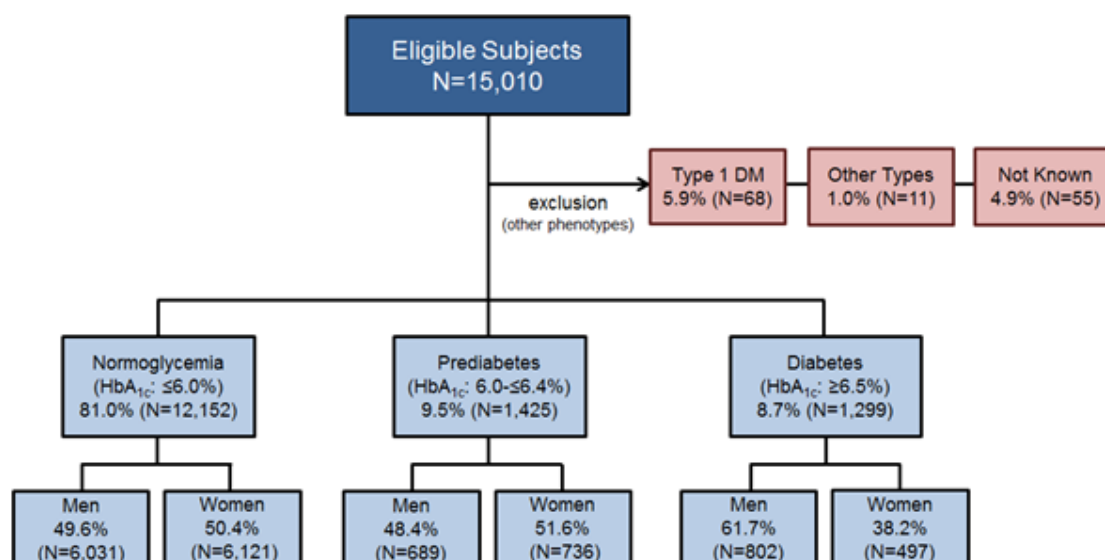 Eligible Subjects
N=15,010
exclusion
(other phenotypes)
Type 1 DM
5.9% (N=68)
Other Types
1.0% (N=11)
Not Known
4.9% (N=55)
Normoglycemia
(HbA1c: ≤6.0%)
81.0% (N=12,152)
Prediabetes
(HbA1c: 6.0-≤6.4%)
9.5% (N=1,425)
Diabetes
(HbA1c: ≥6.5%)
8.7% (N=1,299)
Men
49.6%
(N=6,031)
Women
50.4%
(N=6,121)
Men
48.4%
(N=689)
Women
51.6%
(N=736)
Men
61.7%
(N=802)
Women
38.2%
(N=497)